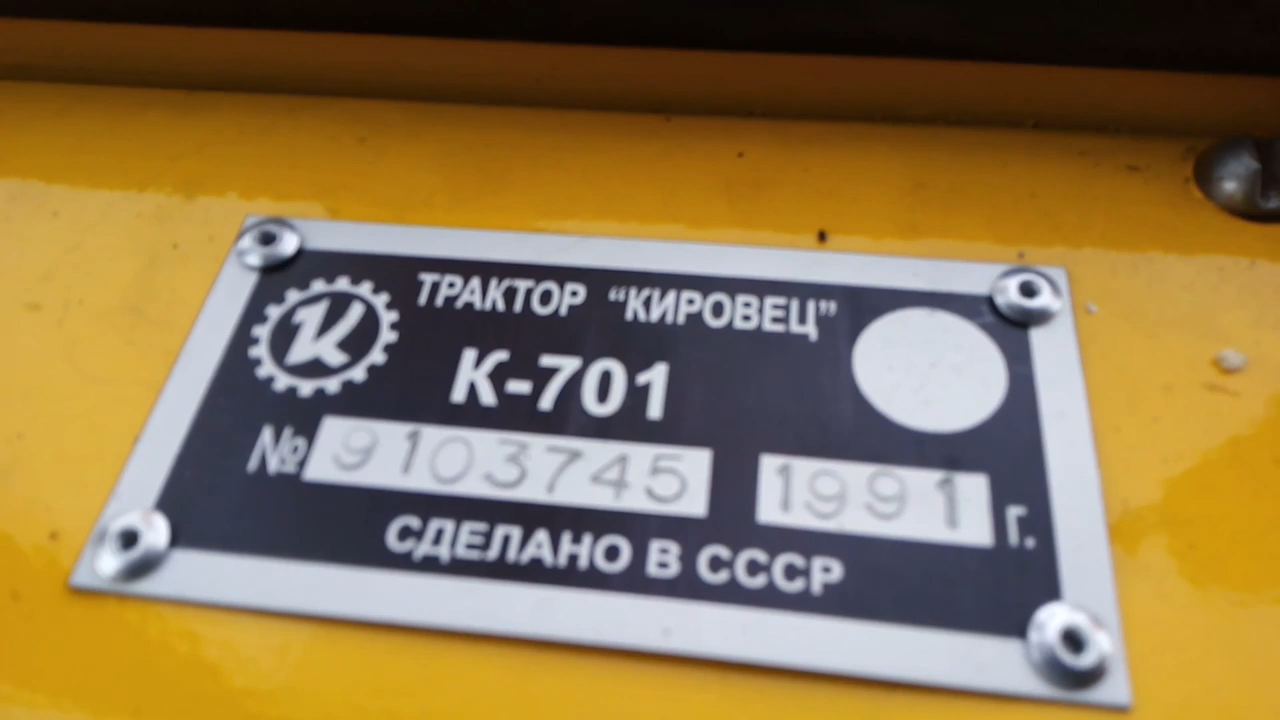 ТРАКТОР “КИРОВЕЦ”
К-701
№ 9103745 1991 г.
СДЕЛАНО В СССР